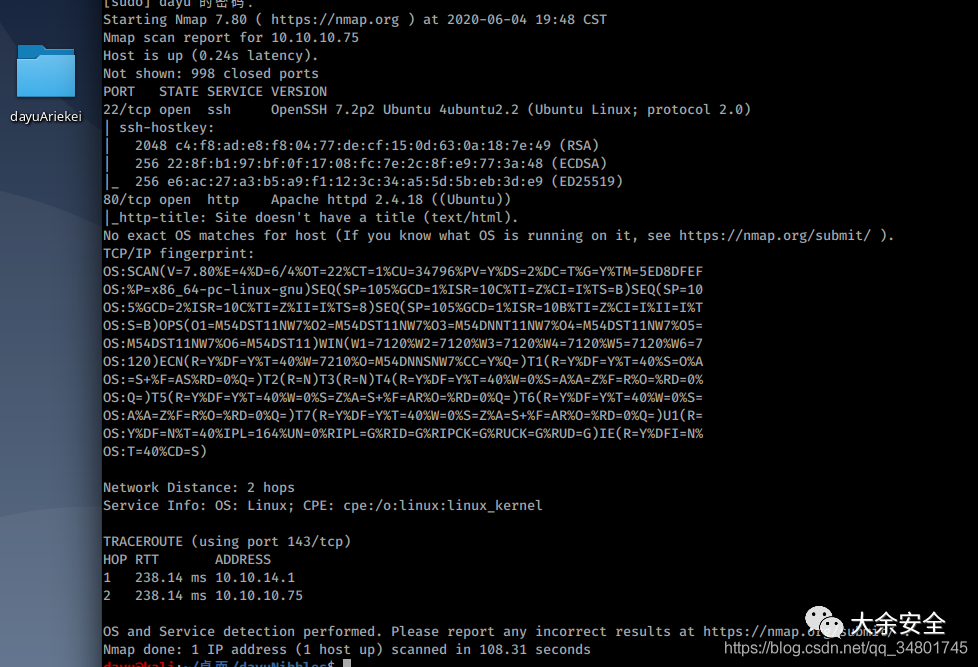 [sudo] dayu 的密码：
Starting Nmap 7.80 ( https://nmap.org ) at 2020-06-04 19:48 CST
Nmap scan report for 10.10.10.75
Host is up (0.24s latency).
Not shown: 998 closed ports
PORT   STATE SERVICE VERSION
22/tcp open  ssh     OpenSSH 7.2p2 Ubuntu 4ubuntu2.2 (Ubuntu Linux; protocol 2.0)
| ssh-hostkey:
|   2048 c4:f8:ad:e8:f8:04:77:de:cf:15:0d:63:0a:18:7e:49 (RSA)
|   256 22:8f:b1:97:bf:0f:17:08:fc:7e:2c:8f:e9:77:3a:48 (ECDSA)
|_  256 e6:ac:27:a3:b5:a9:f1:12:3c:34:a5:5d:5b:eb:3d:e9 (ED25519)
80/tcp open  http    Apache httpd 2.4.18 ((Ubuntu))
|_http-title: Site doesn't have a title (text/html).
No exact OS matches for host (If you know what OS is running on it, see https://nmap.org/submit/ ).
TCP/IP fingerprint:
OS:SCAN(V=7.80%E=4%D=6/4%OT=22%CT=1%CU=34796%PV=Y%DS=2%DC=T%G=Y%TM=5ED8DFEF
OS:%P=x86_64-pc-linux-gnu)SEQ(SP=105%GCD=1%ISR=10C%TI=Z%CI=I%TS=B)SEQ(SP=10
OS:5%GCD=2%ISR=10C%TI=Z%II=I%TS=8)SEQ(SP=105%GCD=1%ISR=10B%TI=Z%CI=I%II=I%T
OS:S=B)OPS(O1=M54DST11NW7%O2=M54DST11NW7%O3=M54DNNT11NW7%O4=M54DST11NW7%O5=
OS:M54DST11NW7%O6=M54DST11)WIN(W1=7120%W2=7120%W3=7120%W4=7120%W5=7120%W6=7
OS:120)ECN(R=Y%DF=Y%T=40%W=7210%O=M54DNNSNW7%CC=Y%Q=)T1(R=Y%DF=Y%T=40%S=O%A
OS:=S+%F=AS%RD=0%Q=)T2(R=N)T3(R=N)T4(R=Y%DF=Y%T=40%W=0%S=A%A=Z%F=R%O=%RD=0%
OS:Q=)T5(R=Y%DF=Y%T=40%W=0%S=Z%A=S+%F=AR%O=%RD=0%Q=)T6(R=Y%DF=Y%T=40%W=0%S=
OS:A%A=Z%F=R%O=%RD=0%Q=)T7(R=Y%DF=Y%T=40%W=0%S=Z%A=S+%F=AR%O=%RD=0%Q=)U1(R=
OS:Y%DF=N%T=40%IPL=164%UN=0%RIPL=G%RID=G%RIPCK=G%RUCK=G%RUD=G)IE(R=Y%DFI=N%
OS:T=40%CD=S)
Network Distance: 2 hops
Service Info: OS: Linux; CPE: cpe:/o:linux:linux_kernel
TRACEROUTE (using port 143/tcp)
HOP RTT       ADDRESS
1   238.14 ms 10.10.14.1
2   238.14 ms 10.10.10.75
OS and Service detection performed. Please report any incorrect results at https://nmap.org/submit/ .
Nmap done: 1 IP address (1 host up) scanned in 108.31 seconds
dayu@kali:~/桌面/dayuNibbles$
dayuAriekei
大余安全
https://blog.csdn.net/qq_34801745